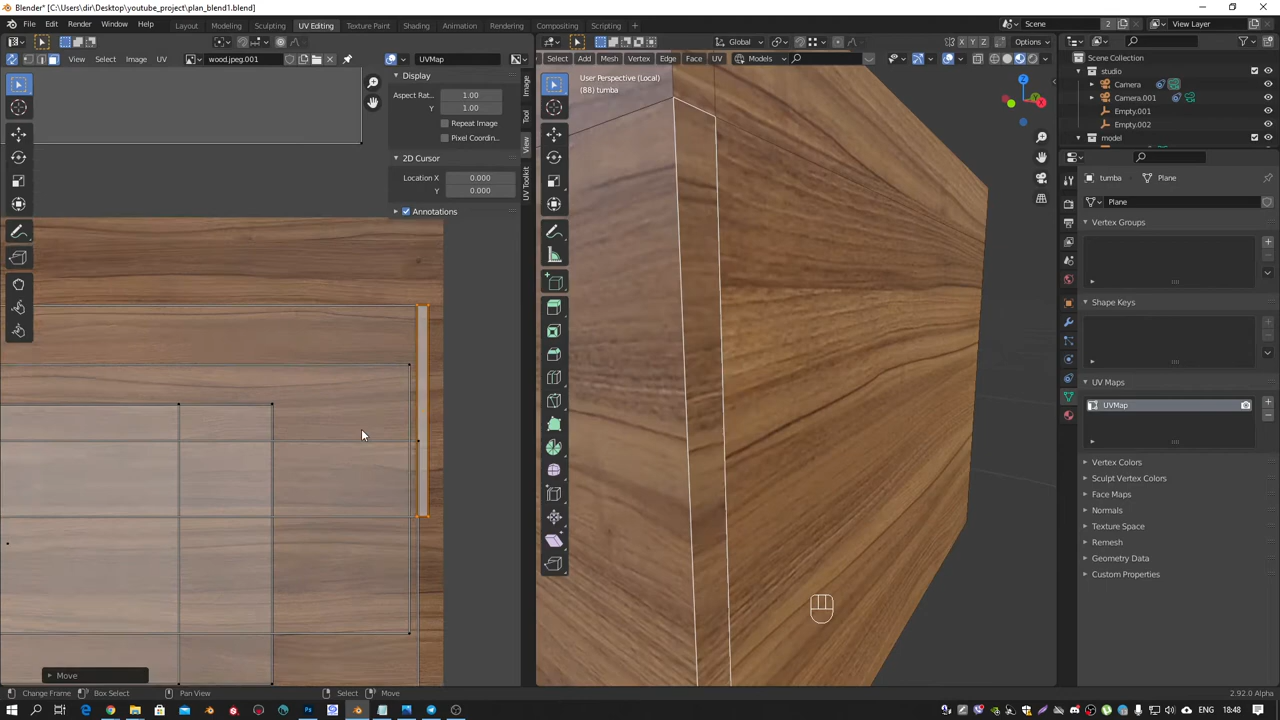 Blender* [C:\Users\dir\Desktop\youtube_project\plan_blend1.blend]
File Edit Render Window Help Layout Modeling Sculpting UV Editing Texture Paint Shading Animation Rendering Compositing Scripting Scene 2 View Layer
Global Options
View Select Image UV wood.jpeg.001 UVMap Select Add Mesh Vertex Edge Face UV Models
Display
Aspect Rat... 1.00
Y 1.00
Repeat Image
Pixel Coordin...
2D Cursor
Location X 0.000
Y 0.000
Annotations
Image
Tool
View
UV Toolkit
User Perspective (Local)
(88) tumba
Z
X
Scene Collection
studio
Camera
Camera.001
Empty.001
Empty.002
model
tumba Plane
Plane
Vertex Groups
Shape Keys
UV Maps
UVMap
Vertex Colors
Sculpt Vertex Colors
Face Maps
Normals
Texture Space
Remesh
Geometry Data
Custom Properties
Move
Change Frame Box Select Pan View Select Move 2.92.0 Alpha
18:48